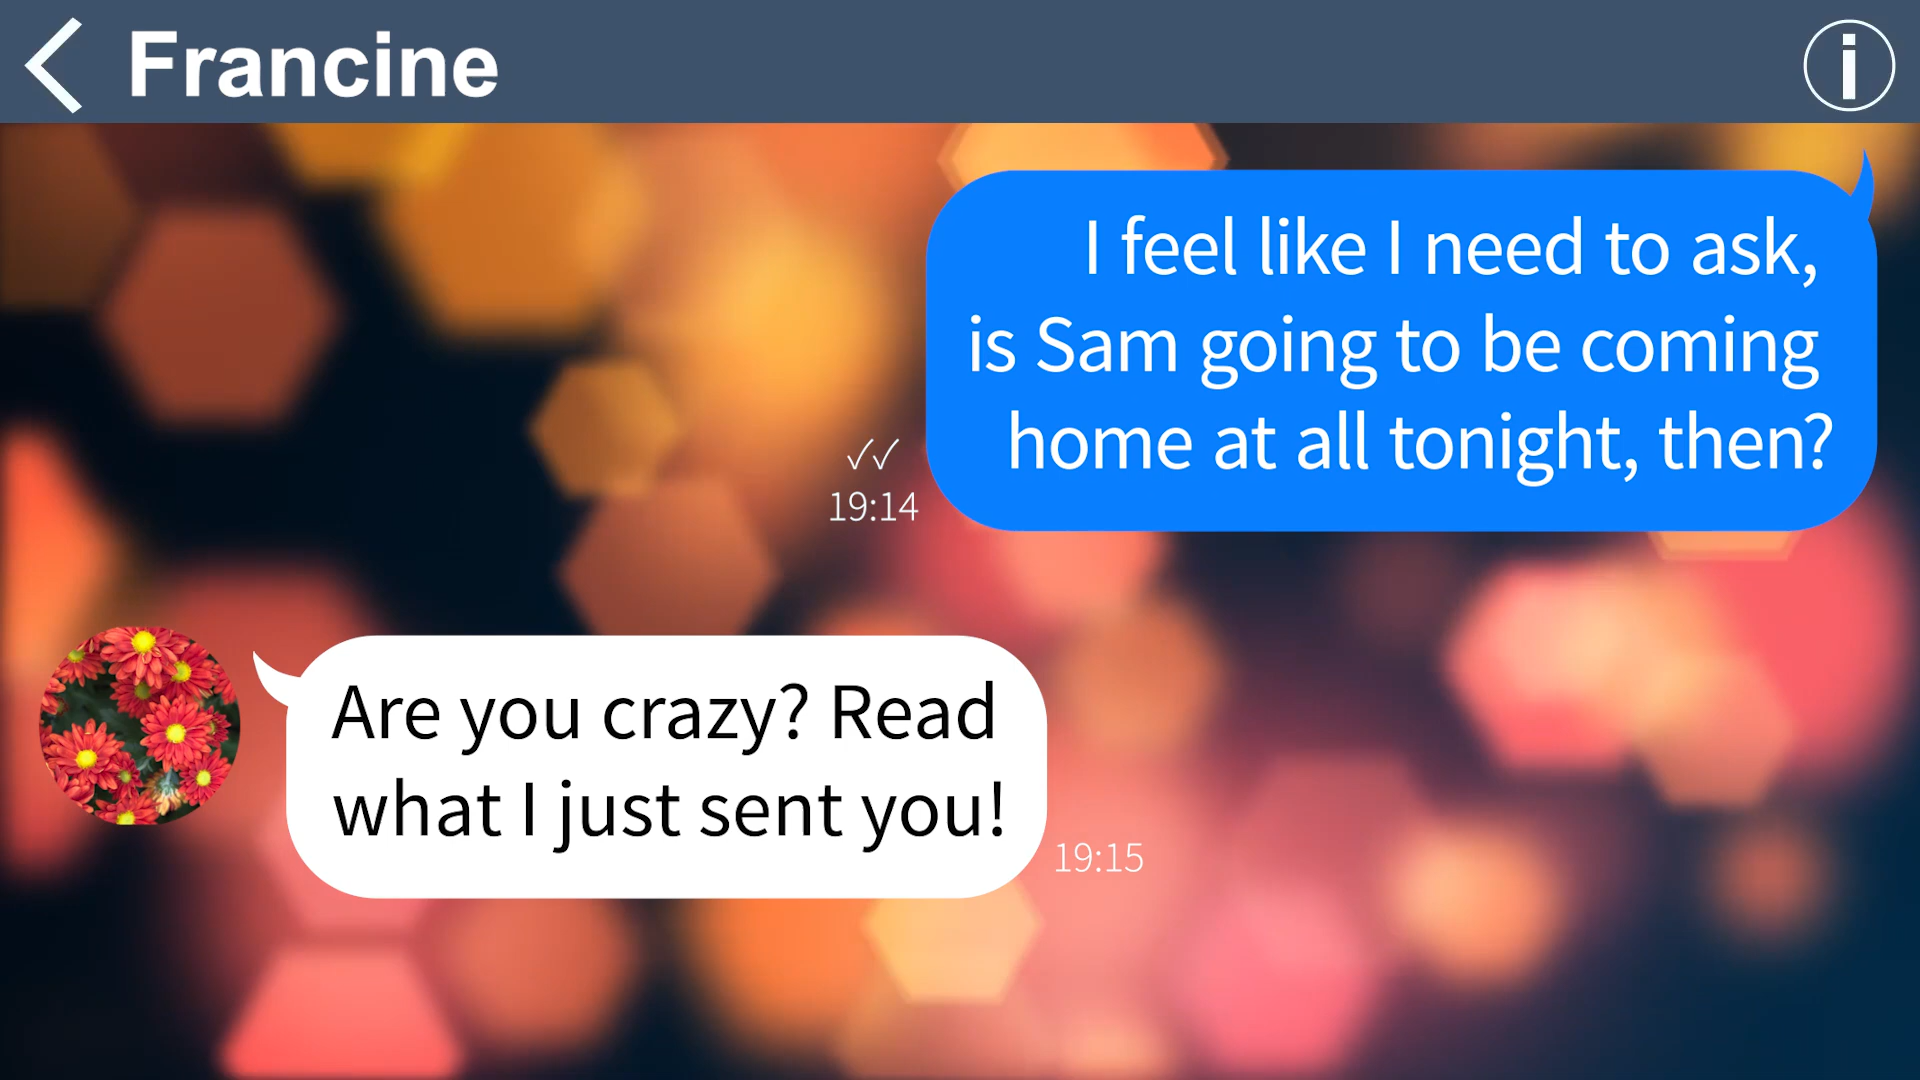 Francine
I feel like I need to ask,
is Sam going to be coming
home at all tonight, then?
✓✓
19:14
Are you crazy? Read
what I just sent you!
19:15